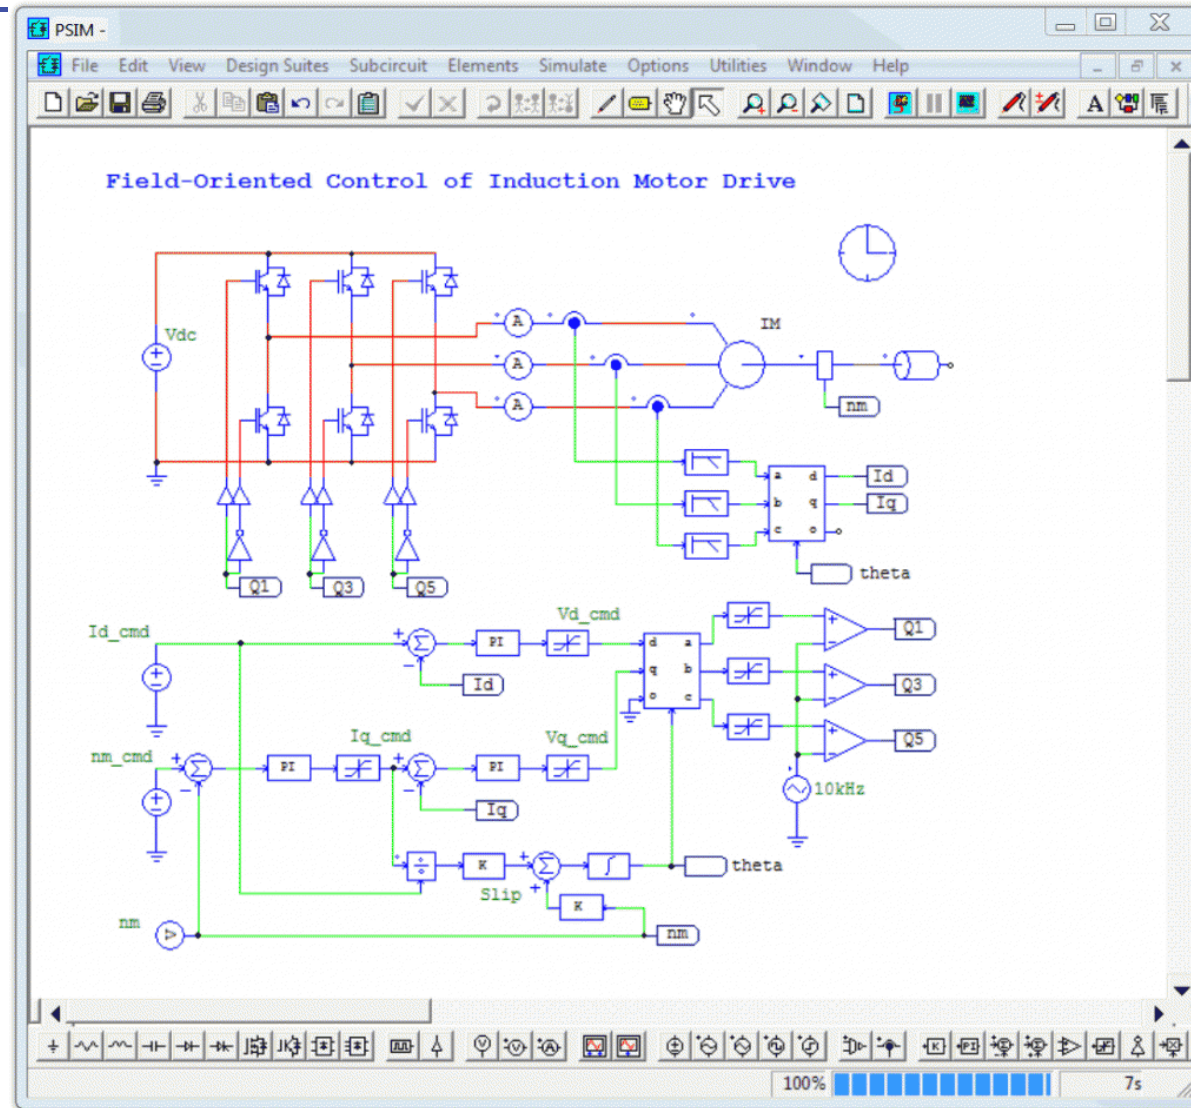 PSIM -
File Edit View Design Suites Subcircuit Elements Simulate Options Utilities Window Help
A
Field-Oriented Control of Induction Motor Drive
Vdc
A
IM
A
A
nm
a d Id
b q Iq
c o
theta
Q1 Q3 Q5
Id_cmd
Vd_cmd
PI
d a
Q1
Id
q b
Q3
o c
nm_cmd
Iq_cmd
Vq_cmd
Q5
PI
PI
10kHz
Iq
K
theta
Slip
K
nm
nm
K PI
100% 7s